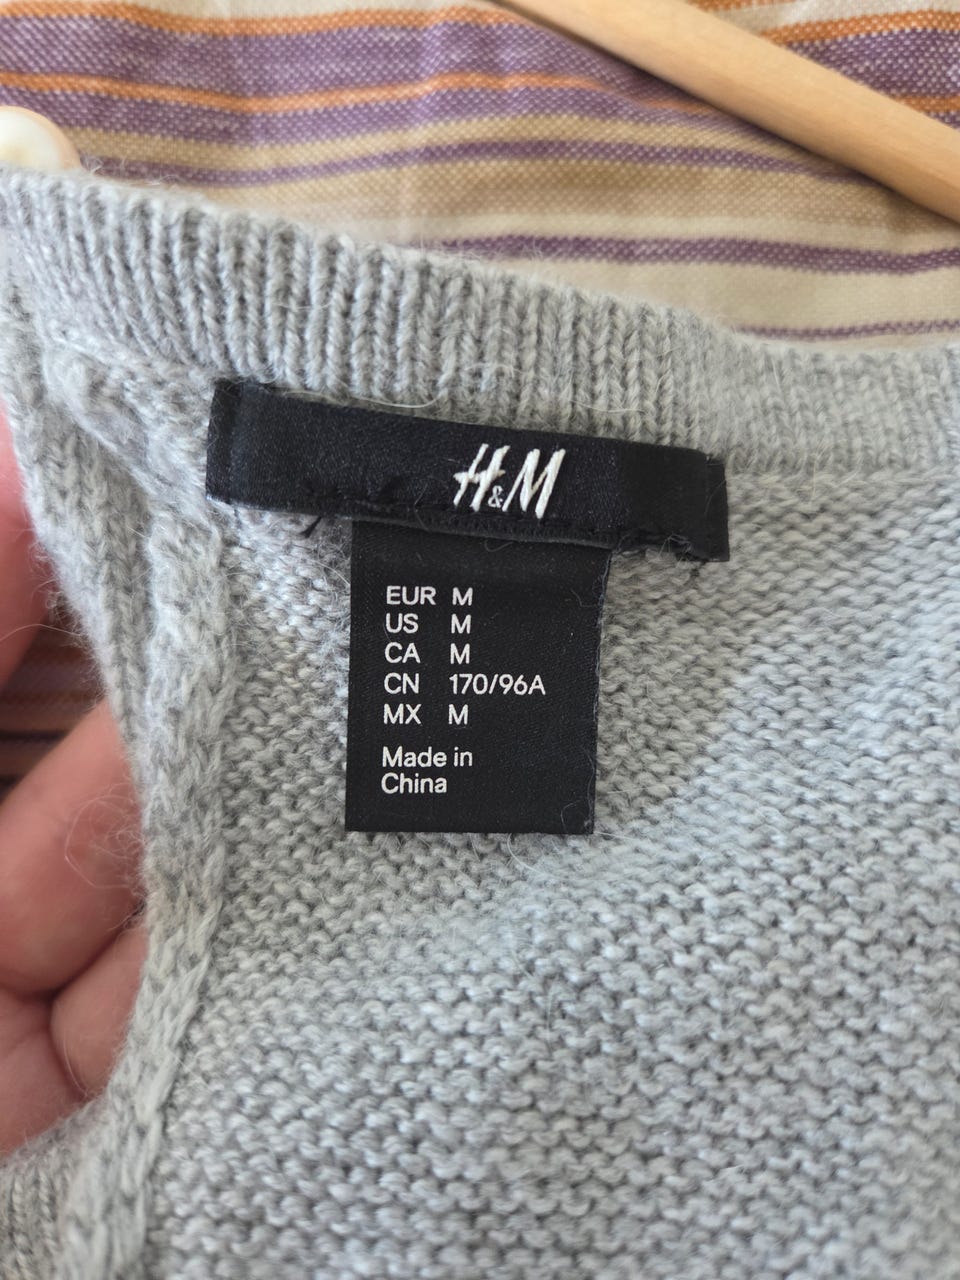 H&M
EUR M
US M
CA M
CN 170/96A
MX M
Made in
China